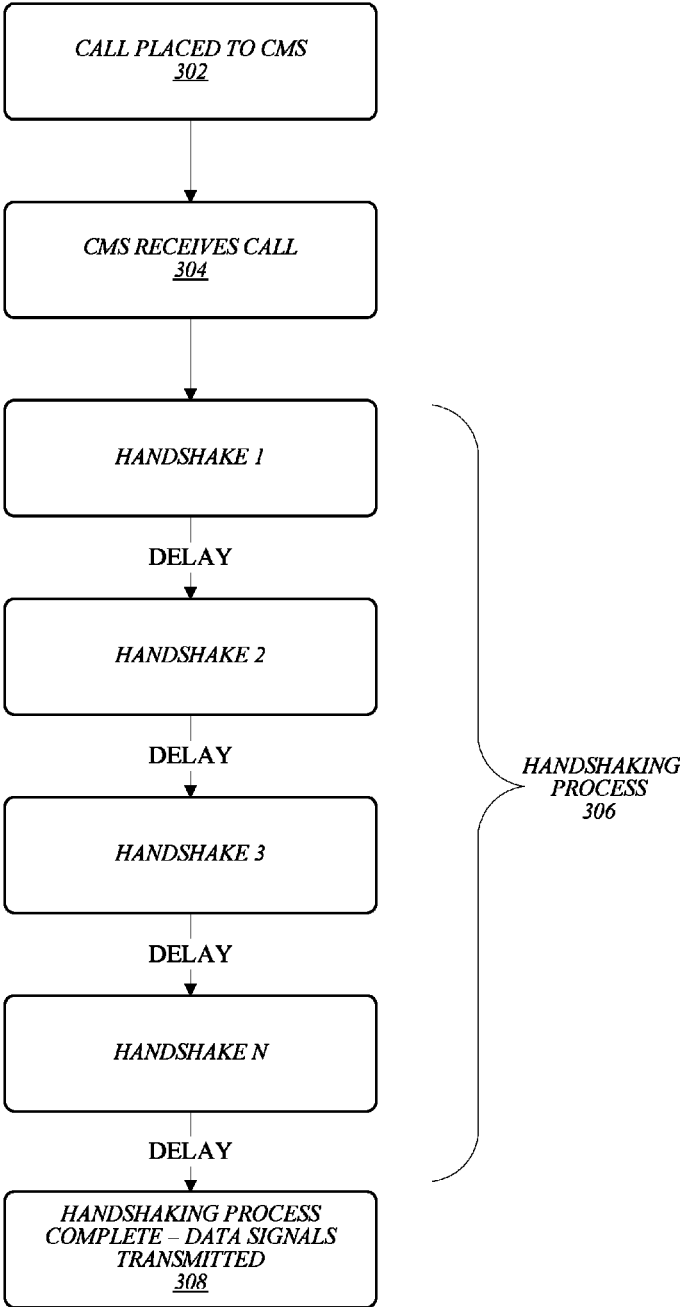 CALL PLACED TO CMS
302
CMS RECEIVES CALL
304
HANDSHAKE 1
DELAY
HANDSHAKE 2
DELAY
HANDSHAKE 3
DELAY
HANDSHAKE N
DELAY
HANDSHAKING PROCESS
COMPLETE – DATA SIGNALS
TRANSMITTED
308
HANDSHAKING
PROCESS
306